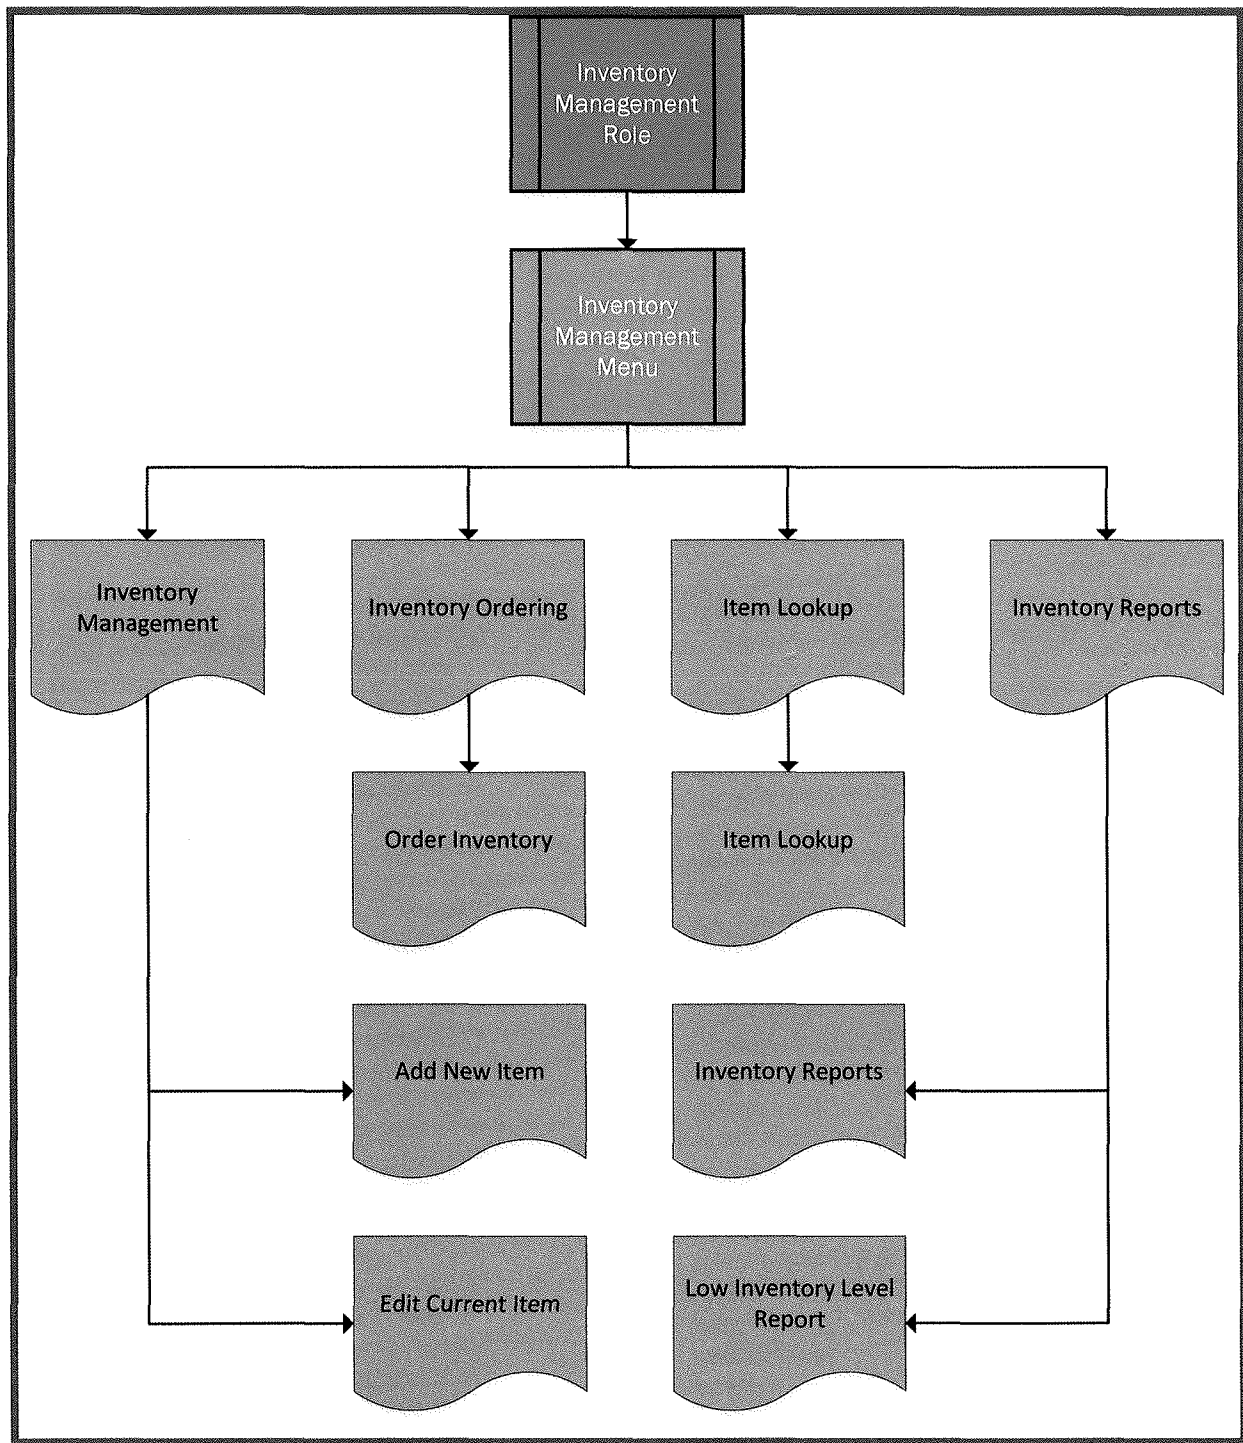 Inventory
Management
Role
Inventory
Management
Menu
Inventory
Management
Inventory Ordering
Item Lookup
Inventory Reports
Order Inventory
Item Lookup
Add New Item
Inventory Reports
Edit Current Item
Low Inventory Level
Report